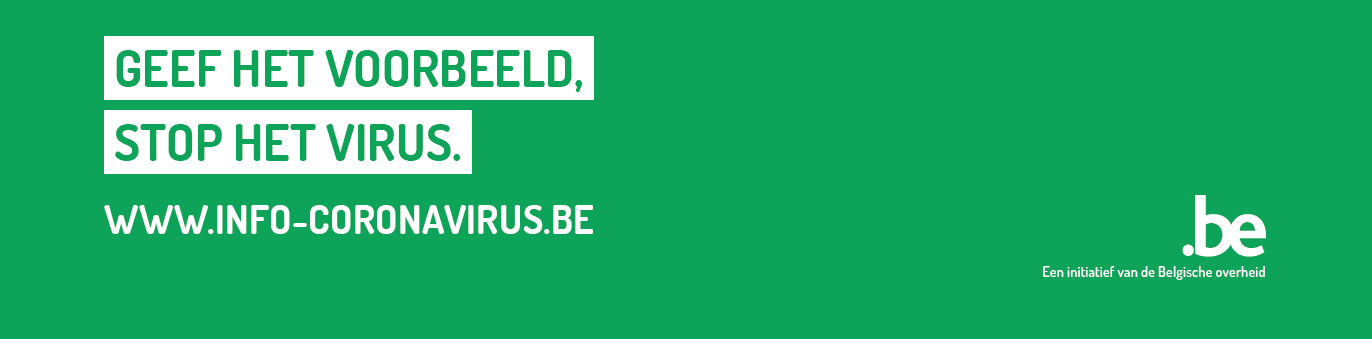 GEEF HET VOORBEELD,
STOP HET VIRUS.
WWW.INFO-CORONAVIRUS.BE
.be
Een initiatief van de Belgische overheid